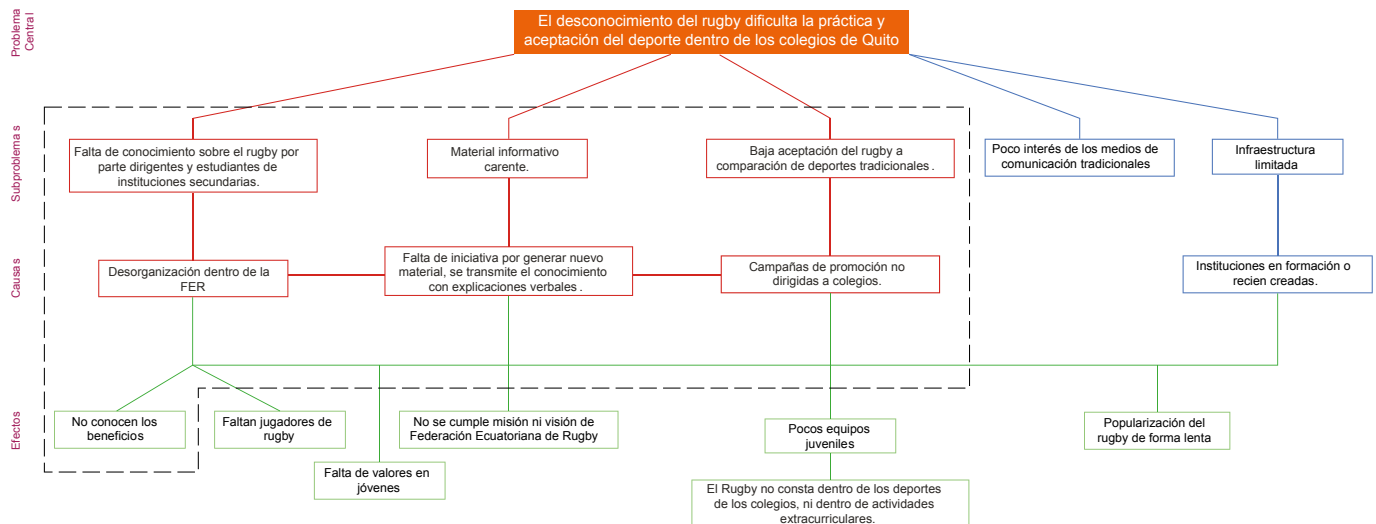 Problema
Central
El desconocimiento del rugby dificulta la práctica y
aceptación del deporte dentro de los colegios de Quito
Subproblemas
Falta de conocimiento sobre el rugby por
parte dirigentes y estudiantes de
instituciones secundarias.
Material informativo
carente.
Baja aceptación del rugby a
comparación de deportes tradicionales.
Poco interés de los medios de
comunicación tradicionales
Infraestructura
limitada
Causas
Desorganización dentro de la
FER
Falta de iniciativa por generar nuevo
material, se transmite el conocimiento
con explicaciones verbales.
Campañas de promoción no
dirigidas a colegios.
Instituciones en formación o
recien creadas.
Efectos
No conocen los
beneficios
Faltan jugadores de
rugby
Falta de valores en
jóvenes
No se cumple misión ni visión de
Federación Ecuatoriana de Rugby
Pocos equipos
juveniles
Popularización del
rugby de forma lenta
El Rugby no consta dentro de los deportes
de los colegios, ni dentro de actividades
extracurriculares.